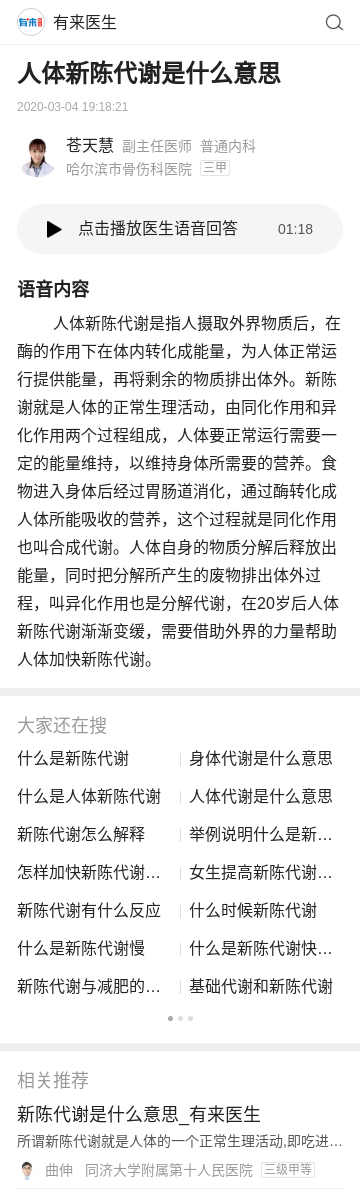 有来医生
人体新陈代谢是什么意思
2020-03-04 19:18:21
苍天慧 副主任医师 普通内科
哈尔滨市骨伤科医院 三甲
点击播放医生语音回答 01:18
语音内容
人体新陈代谢是指人摄取外界物质后，在
酶的作用下在体内转化成能量，为人体正常运
行提供能量，再将剩余的物质排出体外。新陈
谢就是人体的正常生理活动，由同化作用和异
化作用两个过程组成，人体要正常运行需要一
定的能量维持，以维持身体所需要的营养。食
物进入身体后经过胃肠道消化，通过酶转化成
人体所能吸收的营养，这个过程就是同化作用
也叫合成代谢。人体自身的物质分解后释放出
能量，同时把分解所产生的废物排出体外过
程，叫异化作用也是分解代谢，在20岁后人体
新陈代谢渐渐变缓，需要借助外界的力量帮助
人体加快新陈代谢。
大家还在搜
什么是新陈代谢 身体代谢是什么意思
什么是人体新陈代谢 人体代谢是什么意思
新陈代谢怎么解释 举例说明什么是新…
怎样加快新陈代谢… 女生提高新陈代谢…
新陈代谢有什么反应 什么时候新陈代谢
什么是新陈代谢慢 什么是新陈代谢快…
新陈代谢与减肥的… 基础代谢和新陈代谢
相关推荐
新陈代谢是什么意思_有来医生
所谓新陈代谢就是人体的一个正常生理活动,即吃进…
曲伸 同济大学附属第十人民医院 三级甲等